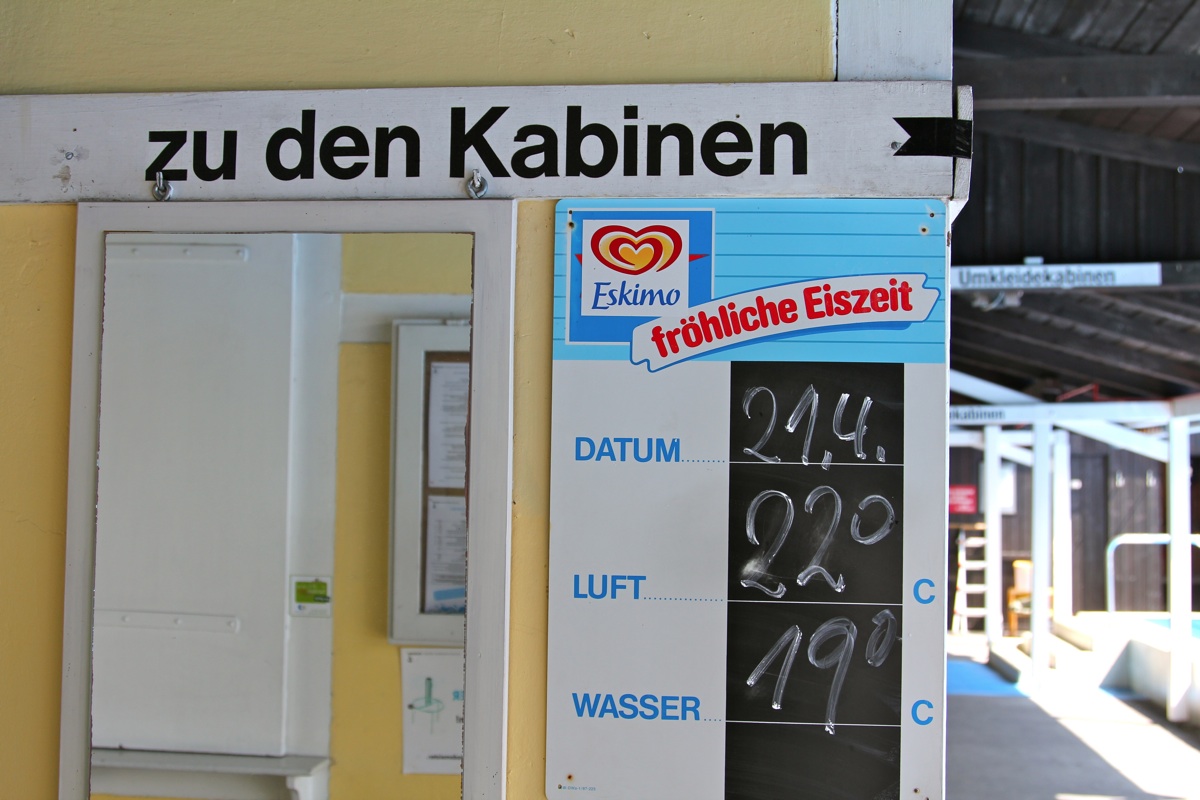 zu den Kabinen
Eskimo
fröhliche Eiszeit
Umkleidekabinen
DATUM........ 21.4.
LUFT............ 22° C
WASSER.... 19° C